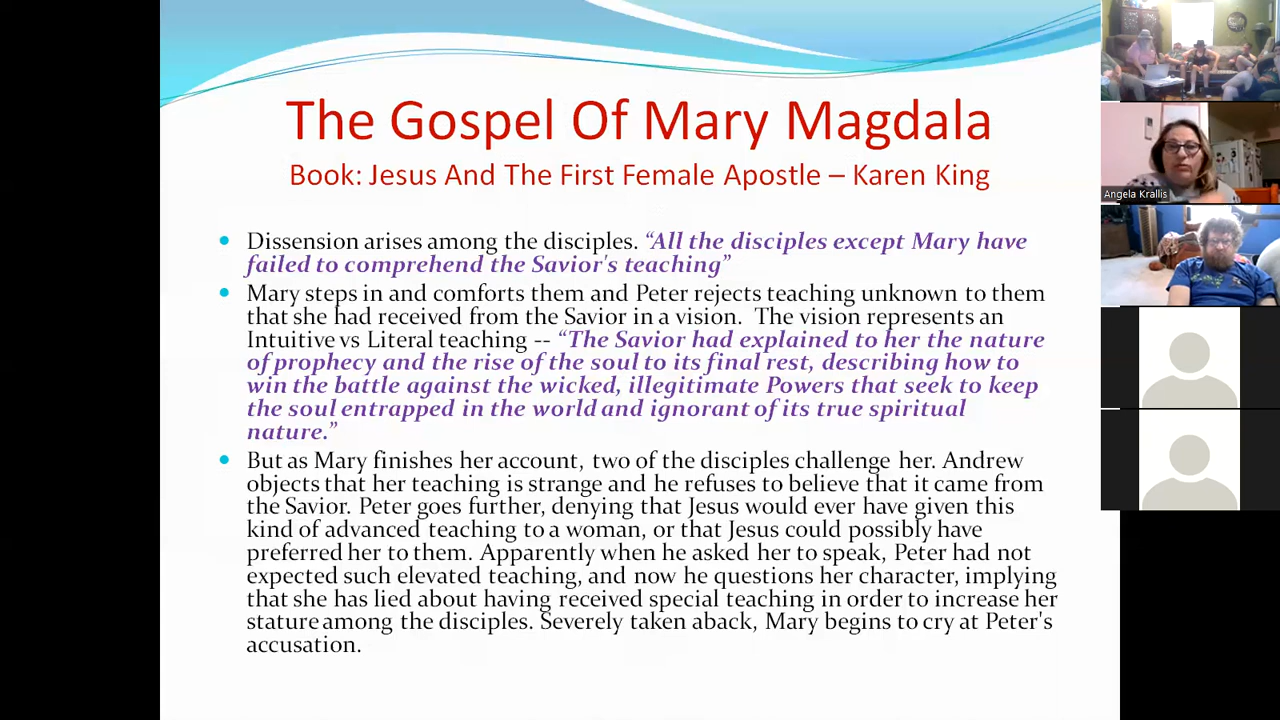 The Gospel Of Mary Magdala
Book: Jesus And The First Female Apostle – Karen King
Dissension arises among the disciples. “All the disciples except Mary have
failed to comprehend the Savior's teaching”
Mary steps in and comforts them and Peter rejects teaching unknown to them
that she had received from the Savior in a vision.  The vision represents an
Intuitive vs Literal teaching -- “The Savior had explained to her the nature
of prophecy and the rise of the soul to its final rest, describing how to
win the battle against the wicked, illegitimate Powers that seek to keep
the soul entrapped in the world and ignorant of its true spiritual
nature.”
But as Mary finishes her account, two of the disciples challenge her. Andrew
objects that her teaching is strange and he refuses to believe that it came from
the Savior. Peter goes further, denying that Jesus would ever have given this
kind of advanced teaching to a woman, or that Jesus could possibly have
preferred her to them. Apparently when he asked her to speak, Peter had not
expected such elevated teaching, and now he questions her character, implying
that she has lied about having received special teaching in order to increase her
stature among the disciples. Severely taken aback, Mary begins to cry at Peter's
accusation.
Angela Krallis